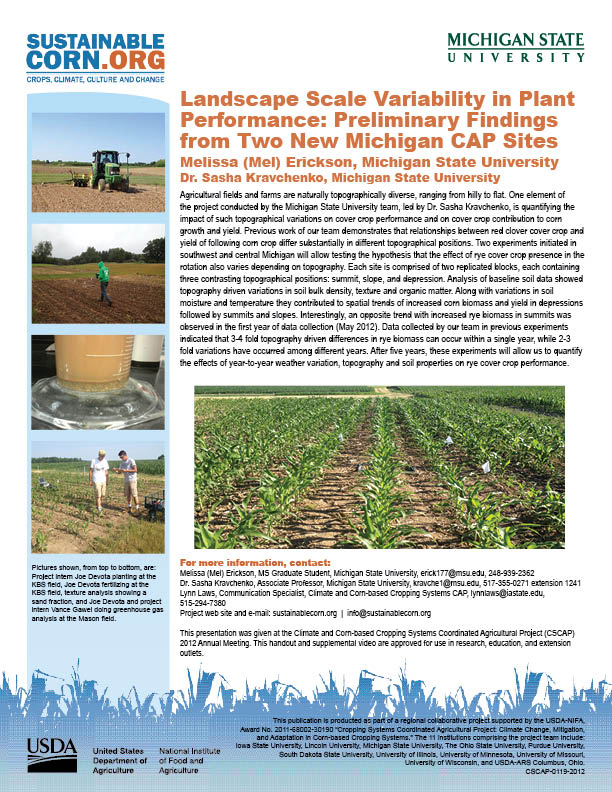 SUSTAINABLE
CORN.ORG
CROPS, CLIMATE, CULTURE AND CHANGE
MICHIGAN STATE
UNIVERSITY
Landscape Scale Variability in Plant
Performance: Preliminary Findings
from Two New Michigan CAP Sites
Melissa (Mel) Erickson, Michigan State University
Dr. Sasha Kravchenko, Michigan State University
Agricultural fields and farms are naturally topographically diverse, ranging from hilly to flat. One element of
the project conducted by the Michigan State University team, led by Dr. Sasha Kravchenko, is quantifying the
impact of such topographical variations on cover crop performance and on cover crop contribution to corn
growth and yield. Previous work of our team demonstrates that relationships between red clover cover crop and
yield of following corn crop differ substantially in different topographical positions. Two experiments initiated in
southwest and central Michigan will allow testing the hypothesis that the effect of rye cover crop presence in the
rotation also varies depending on topography. Each site is comprised of two replicated blocks, each containing
three contrasting topographical positions: summit, slope, and depression. Analysis of baseline soil data showed
topography driven variations in soil bulk density, texture and organic matter. Along with variations in soil
moisture and temperature they contributed to spatial trends of increased corn biomass and yield in depressions
followed by summits and slopes. Interestingly, an opposite trend with increased rye biomass in summits was
observed in the first year of data collection (May 2012). Data collected by our team in previous experiments
indicated that 3-4 fold topography driven differences in rye biomass can occur within a single year, while 2-3
fold variations have occurred among different years. After five years, these experiments will allow us to quantify
the effects of year-to-year weather variation, topography and soil properties on rye cover crop performance.
Pictures shown, from top to bottom, are:
Project intern Joe Devota planting at the
KBS field, Joe Devota fertilizing at the
KBS field, texture analysis showing a
sand fraction, and Joe Devota and project
intern Vance Gawel doing greenhouse gas
analysis at the Mason field.
For more information, contact:
Melissa (Mel) Erickson, MS Graduate Student, Michigan State University, erick177@msu.edu, 248-939-2362
Dr. Sasha Kravchenko, Associate Professor, Michigan State University, kravche1@msu.edu, 517-355-0271 extension 1241
Lynn Laws, Communication Specialist, Climate and Corn-based Cropping Systems CAP, lynnlaws@iastate.edu,
515-294-7380
Project web site and e-mail: sustainablecorn.org | info@sustainablecorn.org
This presentation was given at the Climate and Corn-based Cropping Systems Coordinated Agricultural Project (CSCAP)
2012 Annual Meeting. This handout and supplemental video are approved for use in research, education, and extension
outlets.
This publication is produced as part of a regional collaborative project supported by the USDA-NIFA,
Award No. 2011-68002-30190 "Cropping Systems Coordinated Agricultural Project: Climate Change, Mitigation,
and Adaptation in Corn-based Cropping Systems." The 11 institutions comprising the project team include:
Iowa State University, Lincoln University, Michigan State University, The Ohio State University, Purdue University,
South Dakota State University, University of Illinois, University of Minnesota, University of Missouri,
University of Wisconsin, and USDA-ARS Columbus, Ohio.
CSCAP-0119-2012
USDA
United States
Department of
Agriculture
National Institute
of Food and
Agriculture